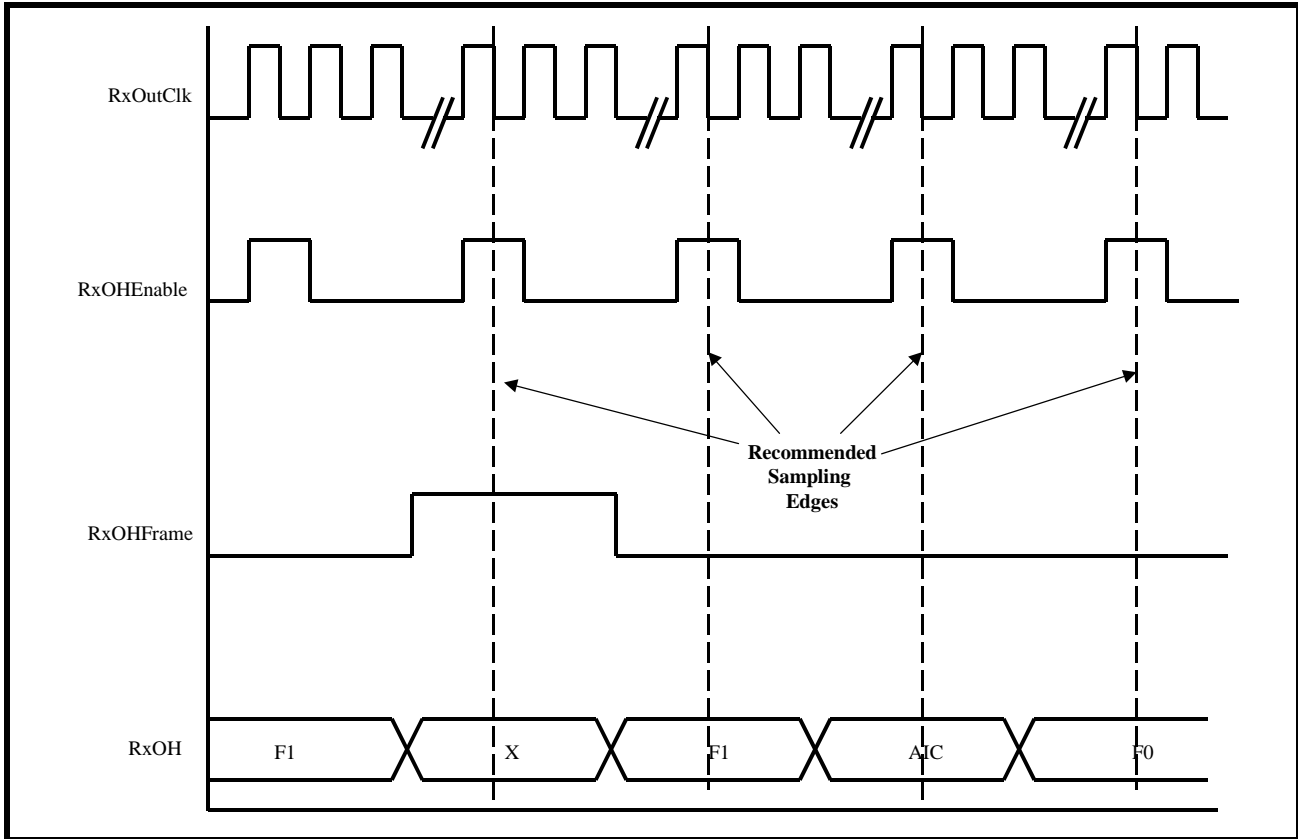 RxOutClk
RxOHEnable
Recommended
Sampling
Edges
RxOHFrame
RxOH
F1
X
F1
AIC
F0